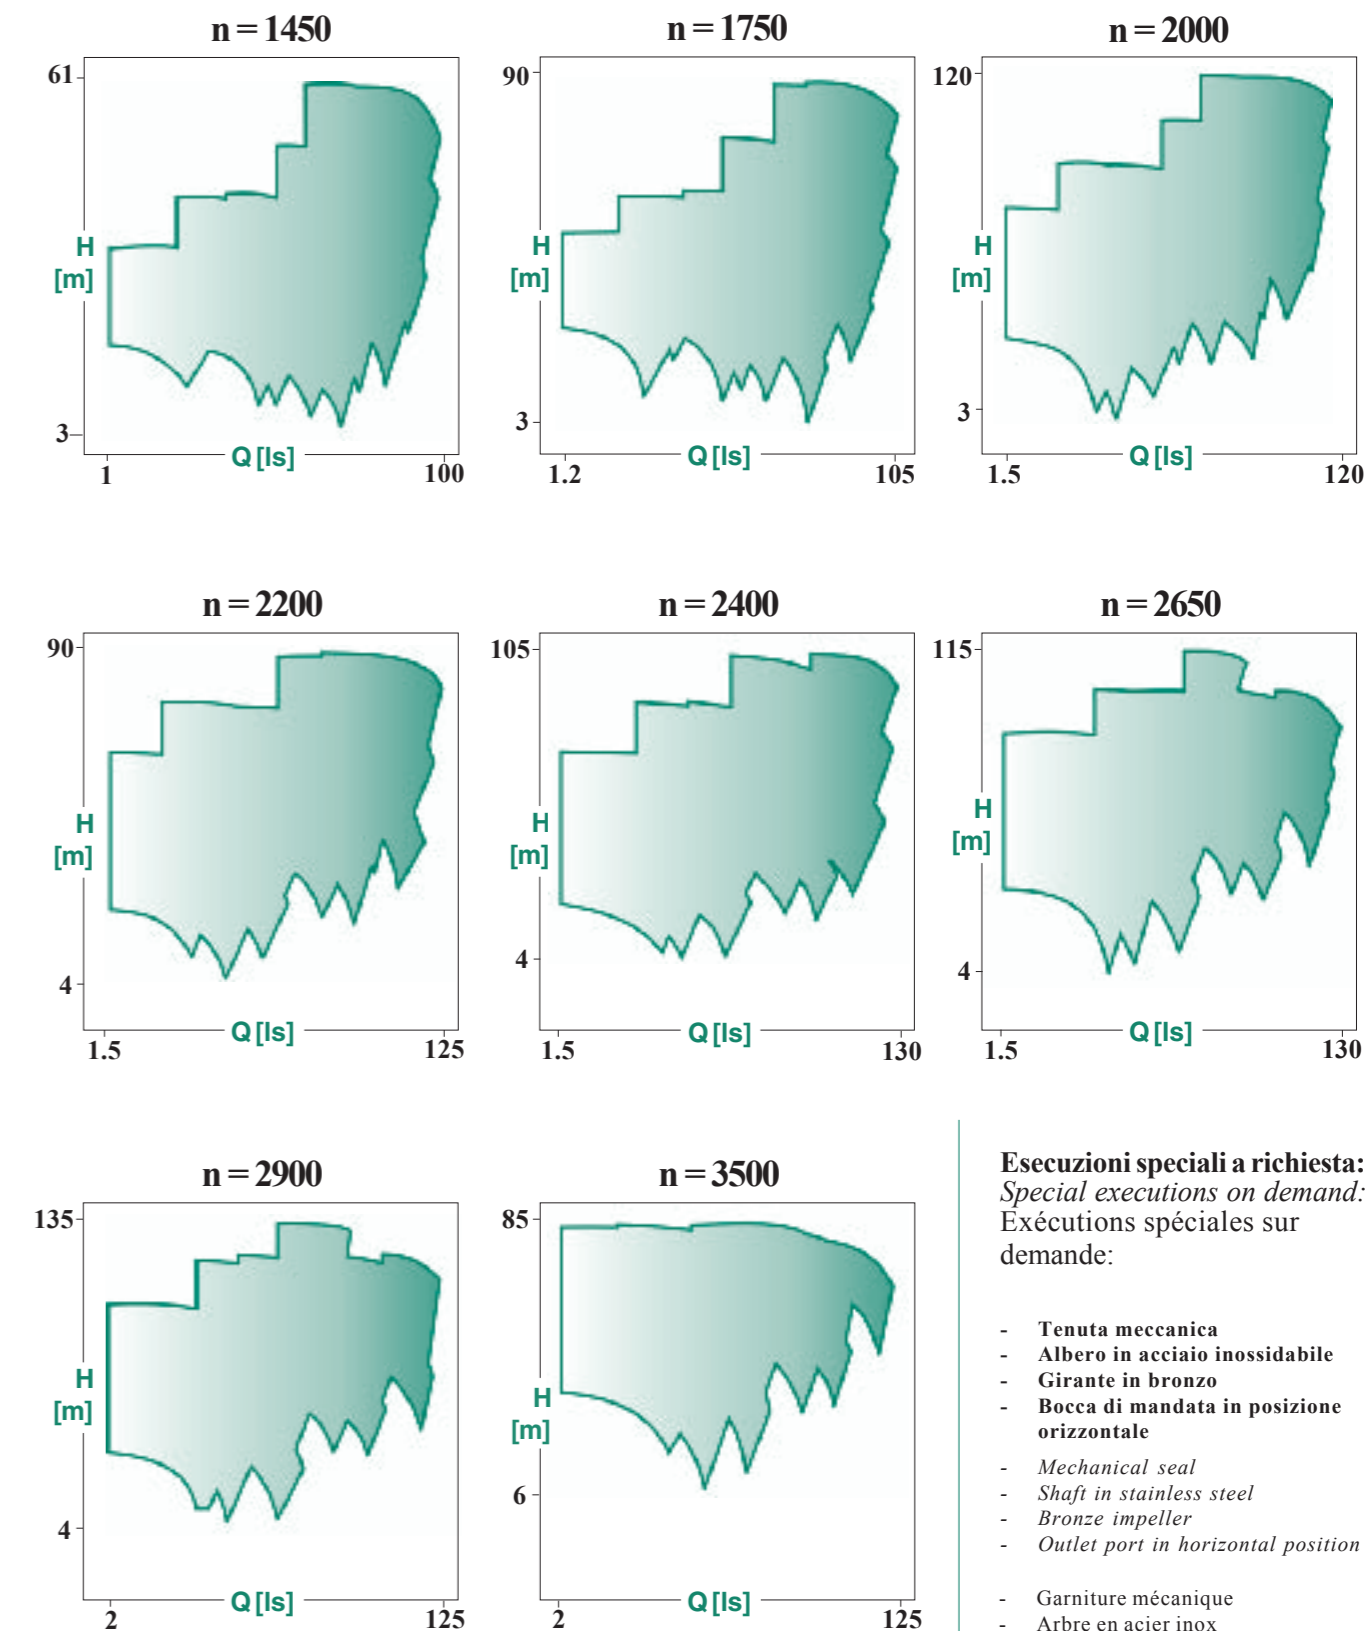 n = 1450
61
H
[m]
3
Q [ls]
1
100
n = 1750
90
H
[m]
3
Q [ls]
1.2
105
n = 2000
120
H
[m]
3
Q [ls]
1.5
120
n = 2200
90
H
[m]
4
Q [ls]
1.5
125
n = 2400
105
H
[m]
4
Q [ls]
1.5
130
n = 2650
115
H
[m]
4
Q [ls]
1.5
130
n = 2900
135
H
[m]
4
Q [ls]
2
125
n = 3500
85
H
[m]
6
Q [ls]
2
125
Esecuzioni speciali a richiesta:
Special executions on demand:
Exécutions spéciales sur
demande:
- Tenuta meccanica
- Albero in acciaio inossidabile
- Girante in bronzo
- Bocca di mandata in posizione
orizzontale
- Mechanical seal
- Shaft in stainless steel
- Bronze impeller
- Outlet port in horizontal position
- Garniture mécanique
- Arbre en acier inox